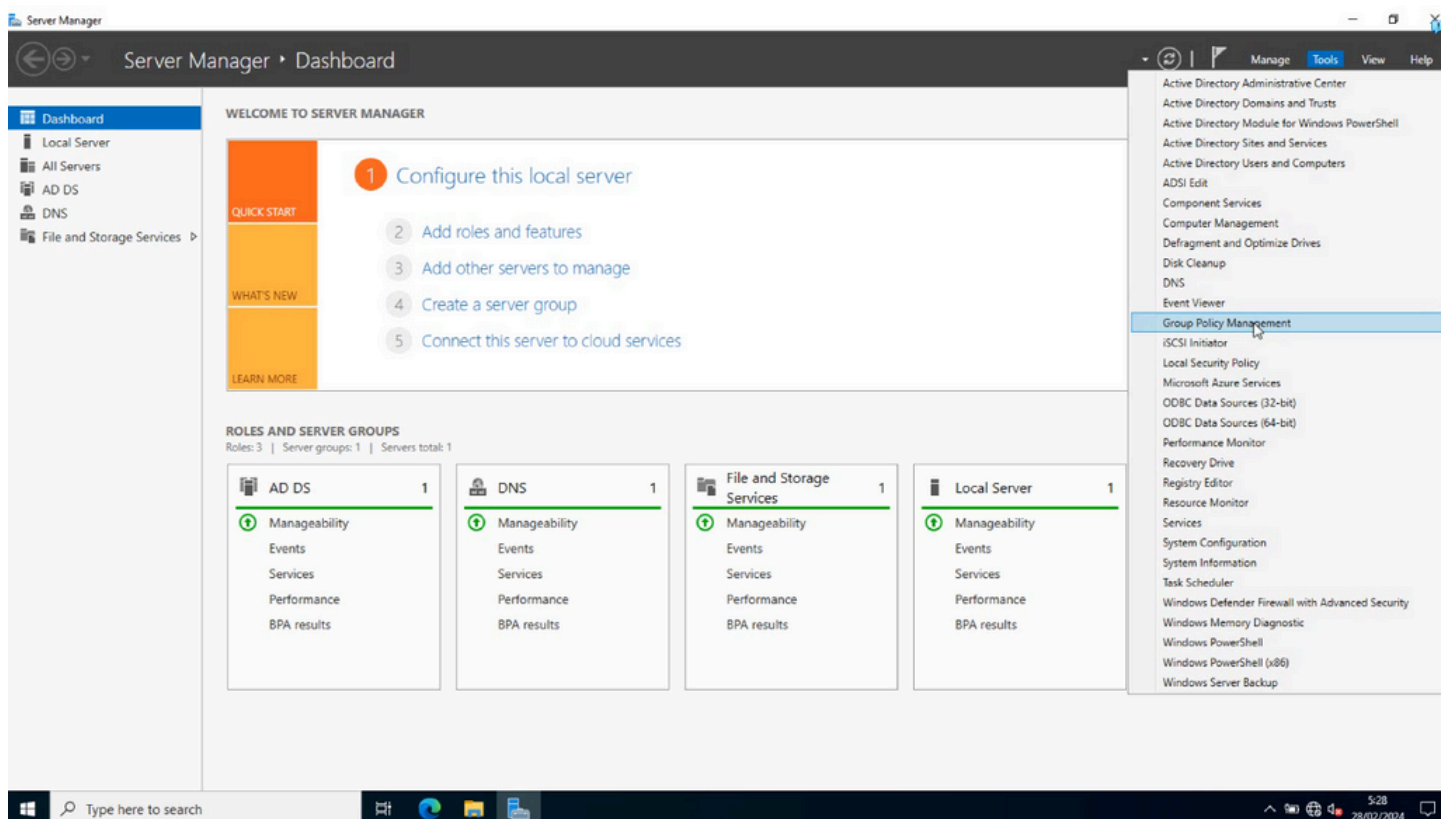 Server Manager
Server Manager • Dashboard
Manage Tools View Help
Dashboard
Local Server
All Servers
AD DS
DNS
File and Storage Services
WELCOME TO SERVER MANAGER
QUICK START
WHAT'S NEW
LEARN MORE
1 Configure this local server
2 Add roles and features
3 Add other servers to manage
4 Create a server group
5 Connect this server to cloud services
ROLES AND SERVER GROUPS
Roles: 3 | Server groups: 1 | Servers total: 1
AD DS 1
Manageability
Events
Services
Performance
BPA results
DNS 1
Manageability
Events
Services
Performance
BPA results
File and Storage
Services 1
Manageability
Events
Services
Performance
BPA results
Local Server 1
Manageability
Events
Services
Performance
BPA results
Active Directory Administrative Center
Active Directory Domains and Trusts
Active Directory Module for Windows PowerShell
Active Directory Sites and Services
Active Directory Users and Computers
ADSI Edit
Component Services
Computer Management
Defragment and Optimize Drives
Disk Cleanup
DNS
Event Viewer
Group Policy Management
iSCSI Initiator
Local Security Policy
Microsoft Azure Services
ODBC Data Sources (32-bit)
ODBC Data Sources (64-bit)
Performance Monitor
Recovery Drive
Registry Editor
Resource Monitor
Services
System Configuration
System Information
Task Scheduler
Windows Defender Firewall with Advanced Security
Windows Memory Diagnostic
Windows PowerShell
Windows PowerShell (x86)
Windows Server Backup
Type here to search
5:28
28/02/2024